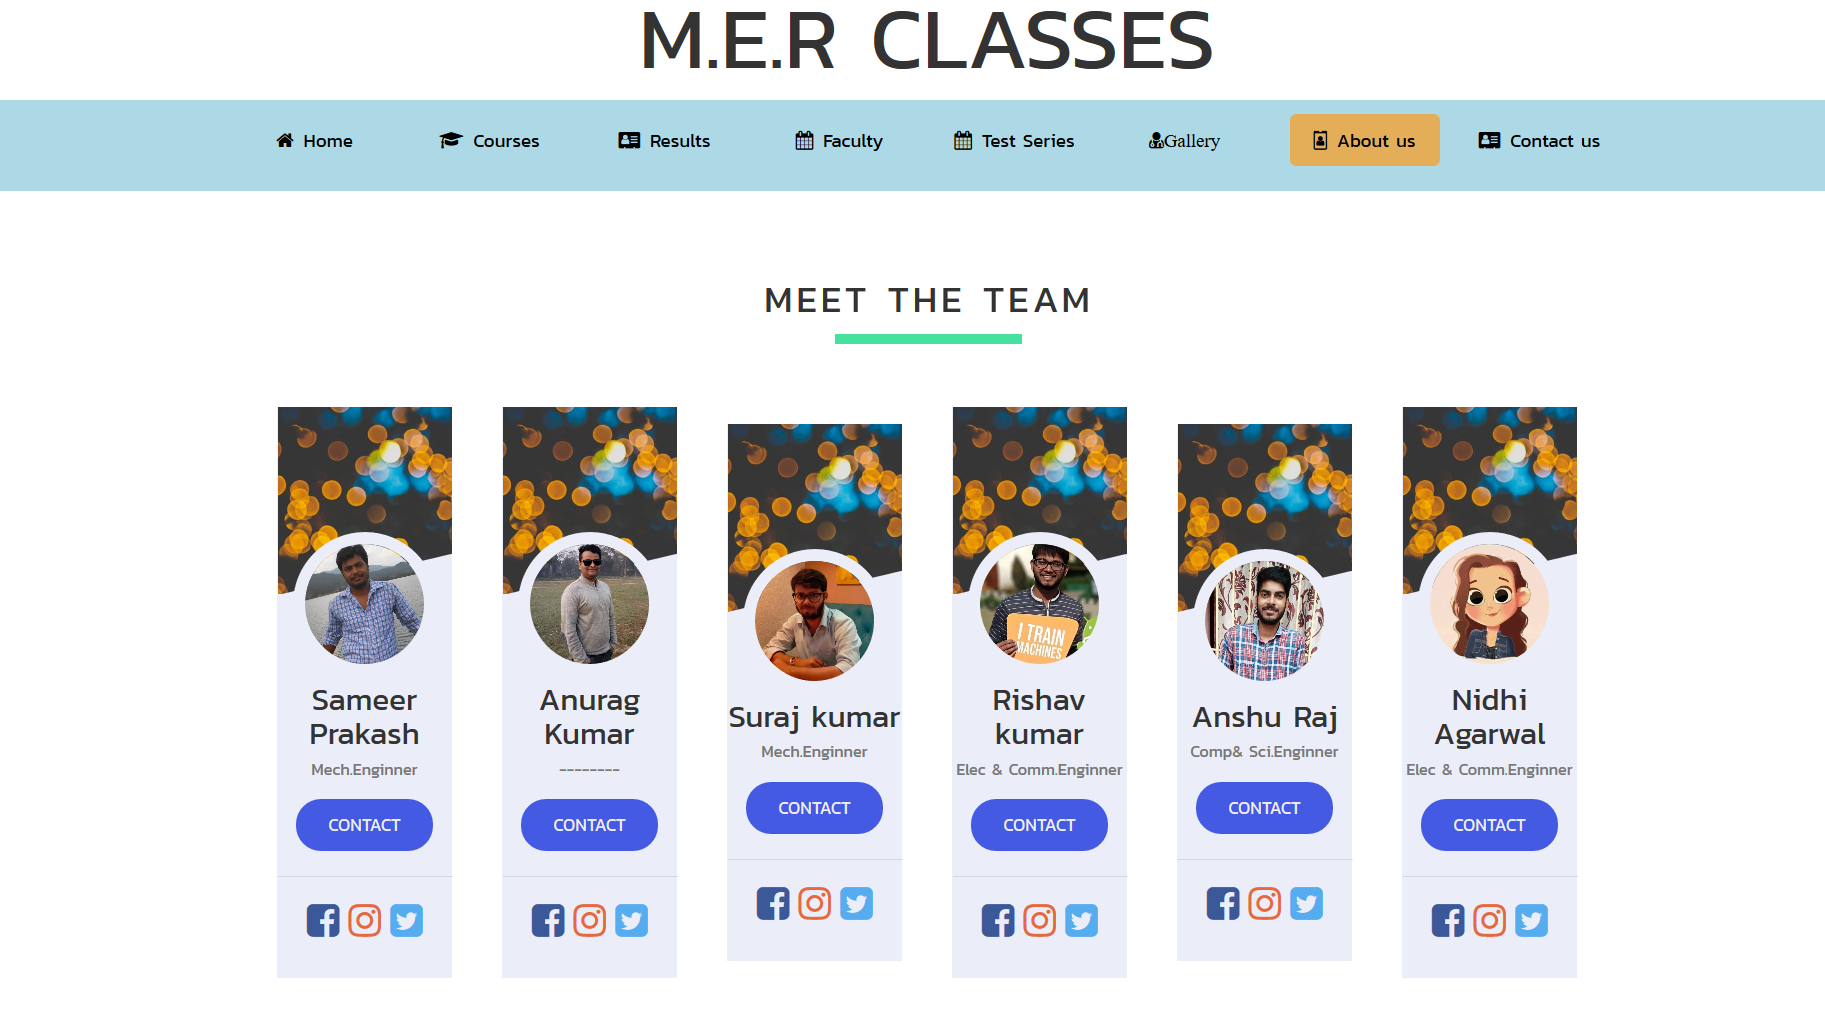 M.E.R CLASSES
Home Courses Results Faculty Test Series Gallery About us Contact us
MEET THE TEAM
I TRAIN
MACHINES
Sameer
Prakash
Mech.Enginner
CONTACT
Anurag
Kumar
--------
CONTACT
Suraj kumar
Mech.Enginner
CONTACT
Rishav
kumar
Elec & Comm.Enginner
CONTACT
Anshu Raj
Comp& Sci.Enginner
CONTACT
Nidhi
Agarwal
Elec & Comm.Enginner
CONTACT